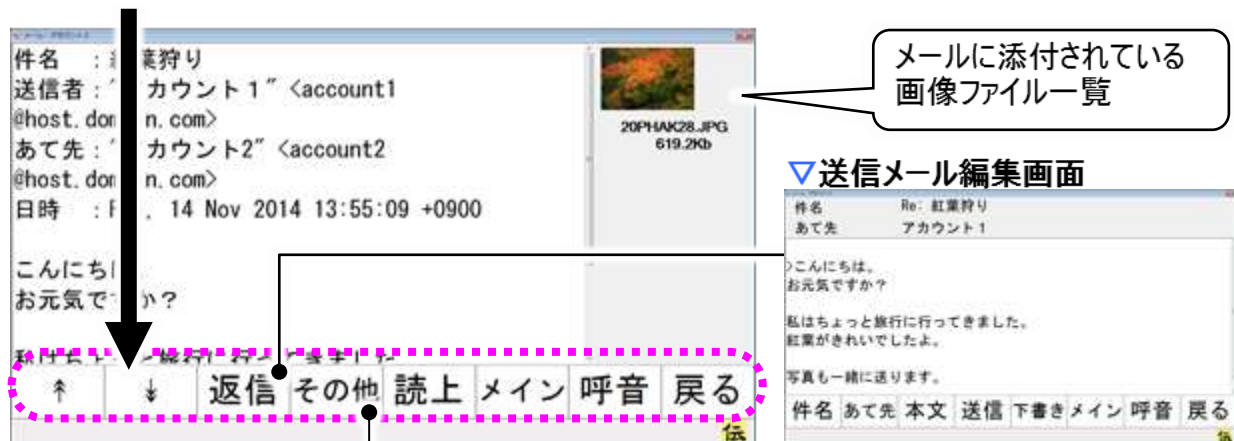 件名 : 葉狩り
送信者:" カウント1" <account1
@host.dom n.com>
あて先:" カウント2" <account2
@host.dom n.com>
日時 : , 14 Nov 2014 13:55:09 +0900
こんにち
お元気で か?
返信 その他 読上 メイン 呼音 戻る
伝
20PHAK28.JPG
619.2Kb
メールに添付されている
画像ファイル一覧
▽送信メール編集画面
件名 Re: 紅葉狩り
あて先 アカウント1
>こんにちは。
お元気ですか?
私はちょっと旅行に行ってきました。
紅葉がきれいでしたよ。
写真も一緒に送ります。
件名 あて先 本文 送信 下書き メイン 呼音 戻る